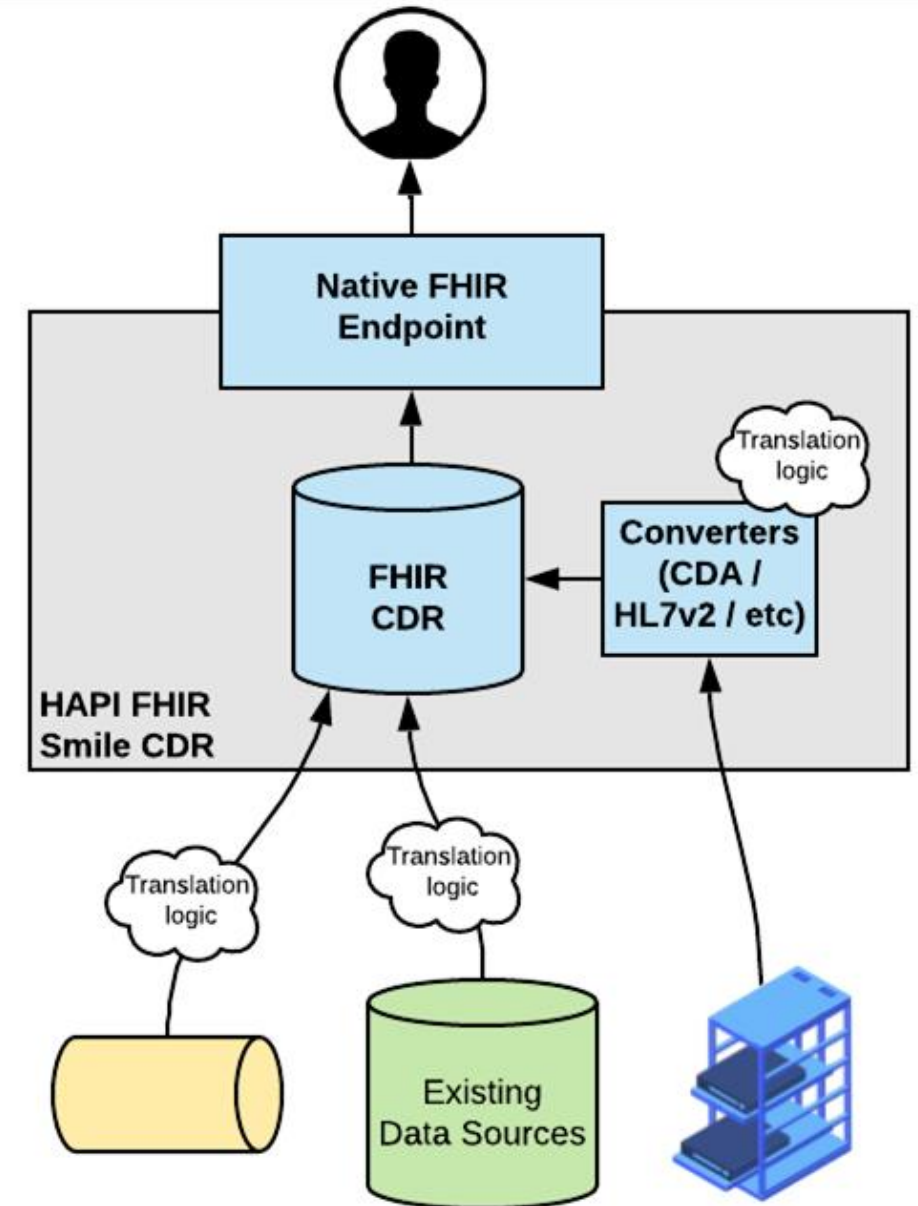 Native FHIR
Endpoint
Translation
logic
Converters
(CDA /
HL7v2 / etc)
FHIR
CDR
HAPI FHIR
Smile CDR
Translation
logic
Translation
logic
Existing
Data Sources